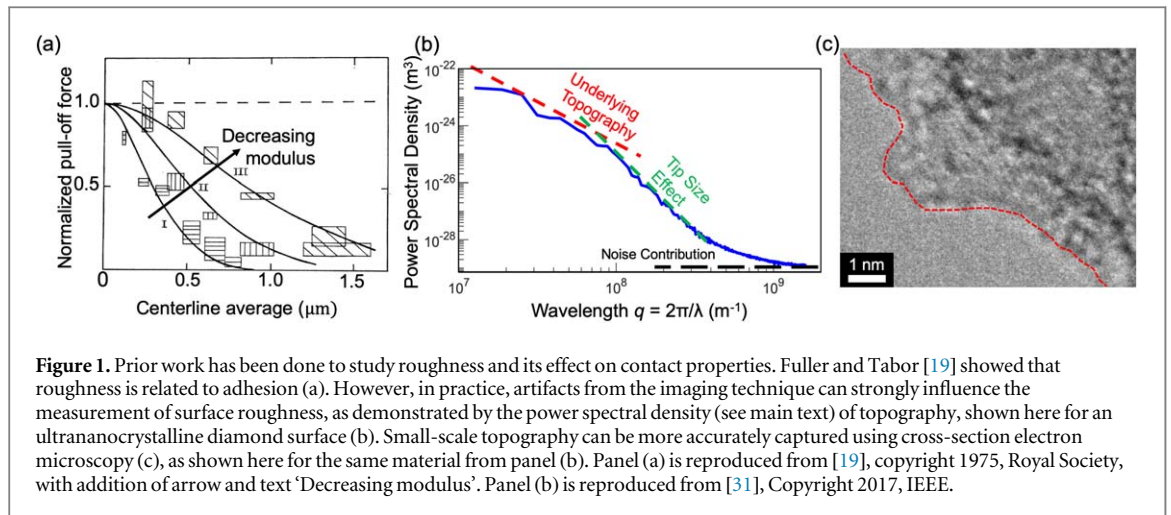 (a)
1.0
0.5
0
0
0.5
1.0
1.5
Normalized pull-off force
Centerline average (μm)
Decreasing
modulus
I
II
III
(b)
Power Spectral Density (m³)
10⁻²²
10⁻²⁴
10⁻²⁶
10⁻²⁸
10⁷
10⁸
10⁹
Wavelength q = 2π/λ (m⁻¹)
Underlying
Topography
Tip Size
Effect
Noise Contribution
(c)
1 nm
Figure 1. Prior work has been done to study roughness and its effect on contact properties. Fuller and Tabor [19] showed that
roughness is related to adhesion (a). However, in practice, artifacts from the imaging technique can strongly influence the
measurement of surface roughness, as demonstrated by the power spectral density (see main text) of topography, shown here for an
ultrananocrystalline diamond surface (b). Small-scale topography can be more accurately captured using cross-section electron
microscopy (c), as shown here for the same material from panel (b). Panel (a) is reproduced from [19], copyright 1975, Royal Society,
with addition of arrow and text ‘Decreasing modulus’. Panel (b) is reproduced from [31], Copyright 2017, IEEE.